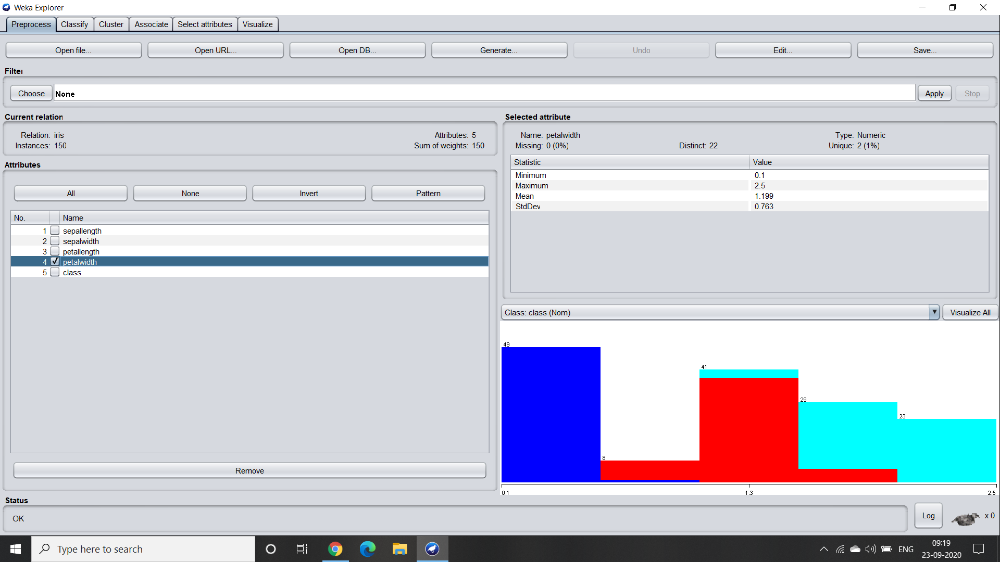 Weka Explorer
Preprocess Classify Cluster Associate Select attributes Visualize
Open file... Open URL... Open DB... Generate... Undo Edit... Save...
Filter
Choose None Apply Stop
Current relation
Relation: iris Attributes: 5
Instances: 150 Sum of weights: 150
Attributes
All None Invert Pattern
No. Name
1 sepallength
2 sepalwidth
3 petallength
4 petalwidth
5 class
Remove
Selected attribute
Name: petalwidth Type: Numeric
Missing: 0 (0%) Distinct: 22 Unique: 2 (1%)
Statistic Value
Minimum 0.1
Maximum 2.5
Mean 1.199
StdDev 0.763
Class: class (Nom) Visualize All
49
41
29
23
8
0.1 1.3 2.5
Status
OK
Log x 0
Type here to search
ENG
09:19
23-09-2020